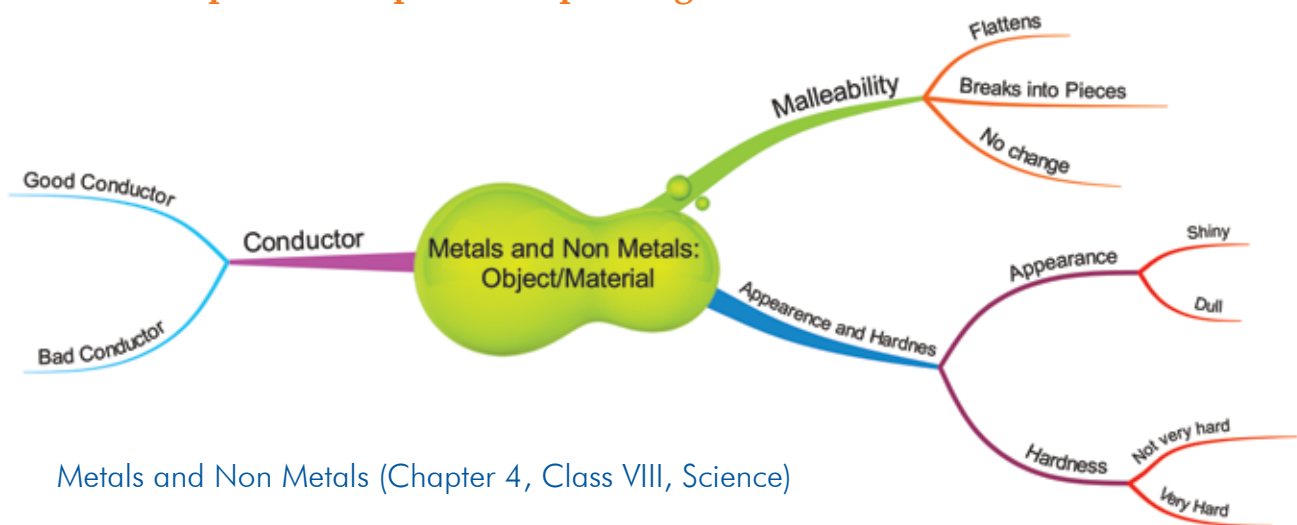 Good Conductor
Bad Conductor
Conductor
Metals and Non Metals:
Object/Material
Malleability
Flattens
Breaks into Pieces
No change
Appearence and Hardnes
Appearance
Shiny
Dull
Hardness
Not very hard
Very Hard
Metals and Non Metals (Chapter 4, Class VIII, Science)